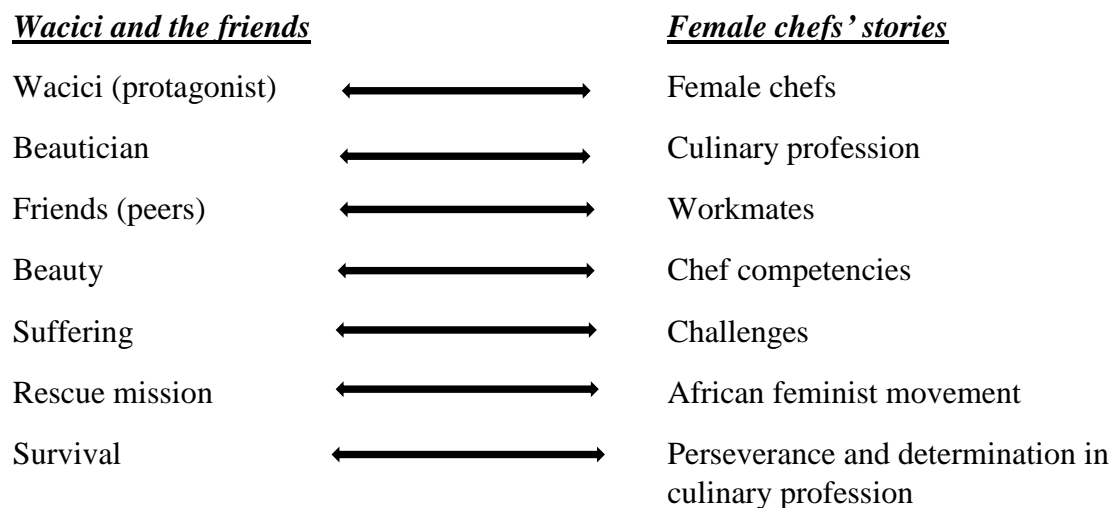 Wacici and the friends Female chefs’ stories
Wacici (protagonist) Female chefs
Beautician Culinary profession
Friends (peers) Workmates
Beauty Chef competencies
Suffering Challenges
Rescue mission African feminist movement
Survival Perseverance and determination in
culinary profession